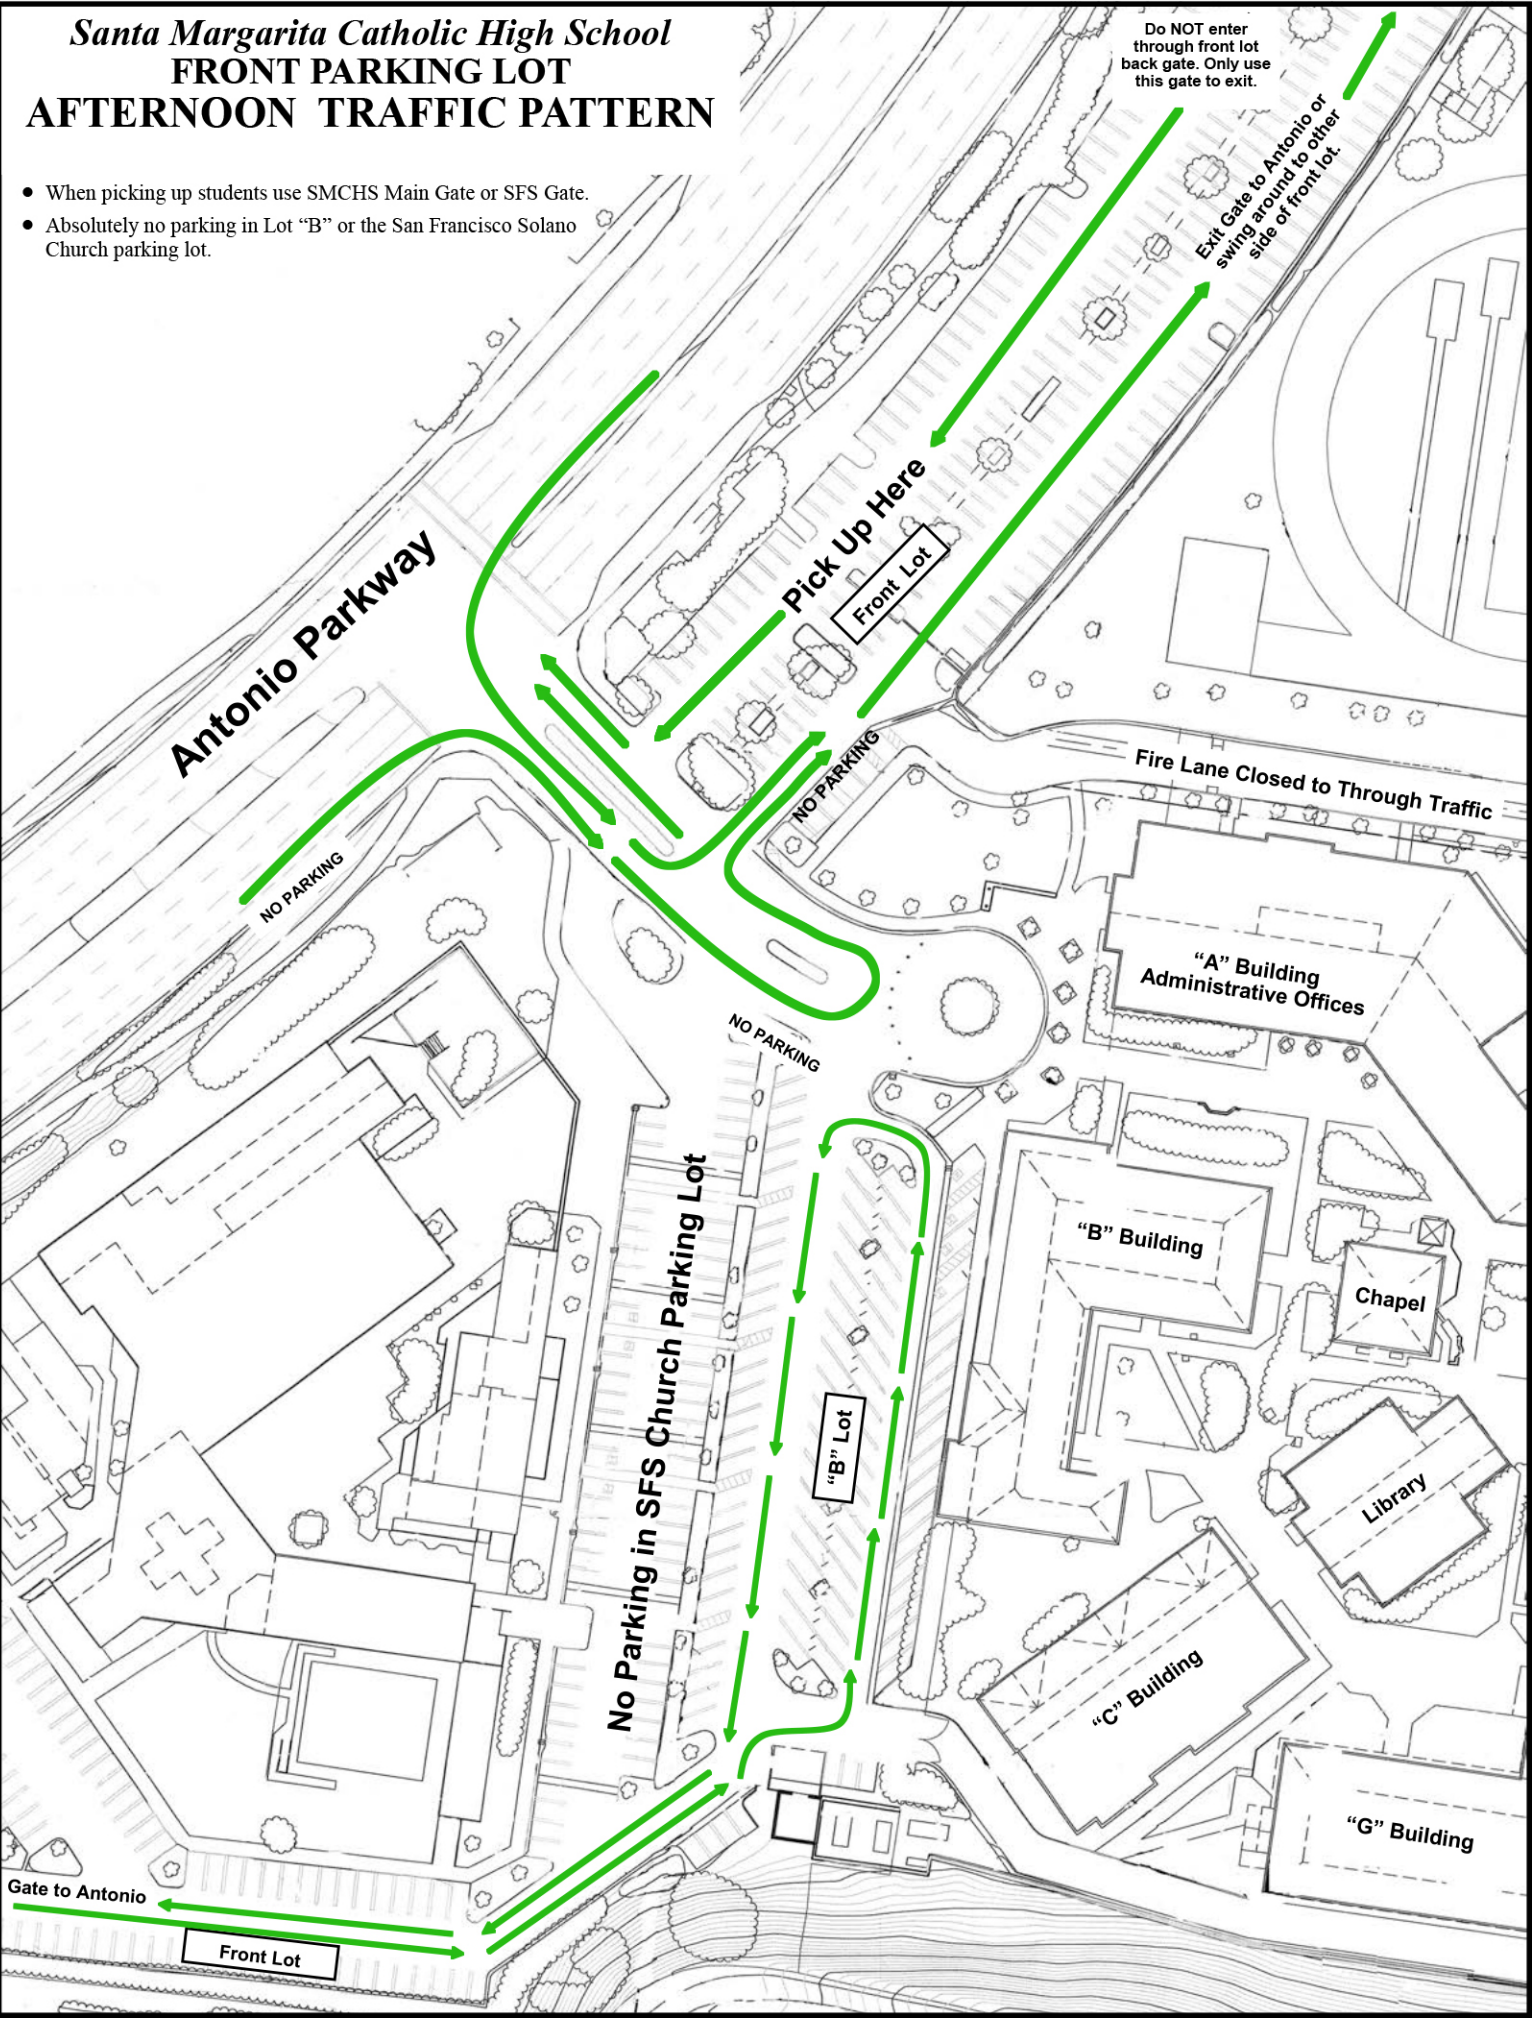 Santa Margarita Catholic High School
FRONT PARKING LOT
AFTERNOON TRAFFIC PATTERN
● When picking up students use SMCHS Main Gate or SFS Gate.
● Absolutely no parking in Lot “B” or the San Francisco Solano
Church parking lot.
Do NOT enter
through front lot
back gate. Only use
this gate to exit.
Exit Gate to Antonio or
swing around to other
side of front lot.
Pick Up Here
Front Lot
Antonio Parkway
NO PARKING
NO PARKING
Fire Lane Closed to Through Traffic
“A” Building
Administrative Offices
NO PARKING
“B” Building
Chapel
No Parking in SFS Church Parking Lot
“B” Lot
Library
“C” Building
“G” Building
Gate to Antonio
Front Lot